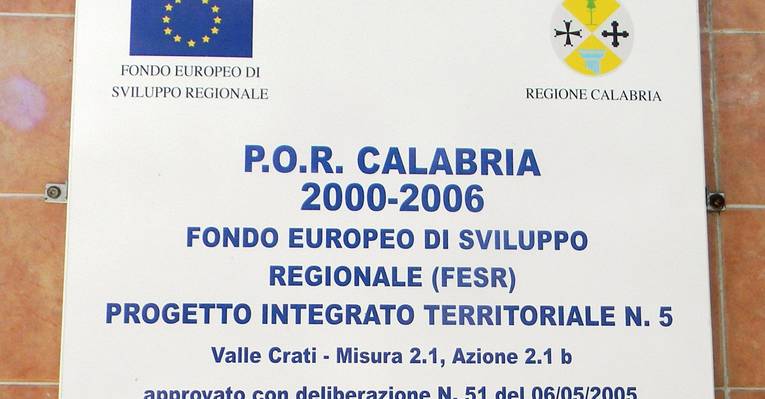 FONDO EUROPEO DI
SVILUPPO REGIONALE
REGIONE CALABRIA
P.O.R. CALABRIA
2000-2006
FONDO EUROPEO DI SVILUPPO
REGIONALE (FESR)
PROGETTO INTEGRATO TERRITORIALE N. 5
Valle Crati - Misura 2.1, Azione 2.1 b
approvato con deliberazione N. 51 del 06/05/2005